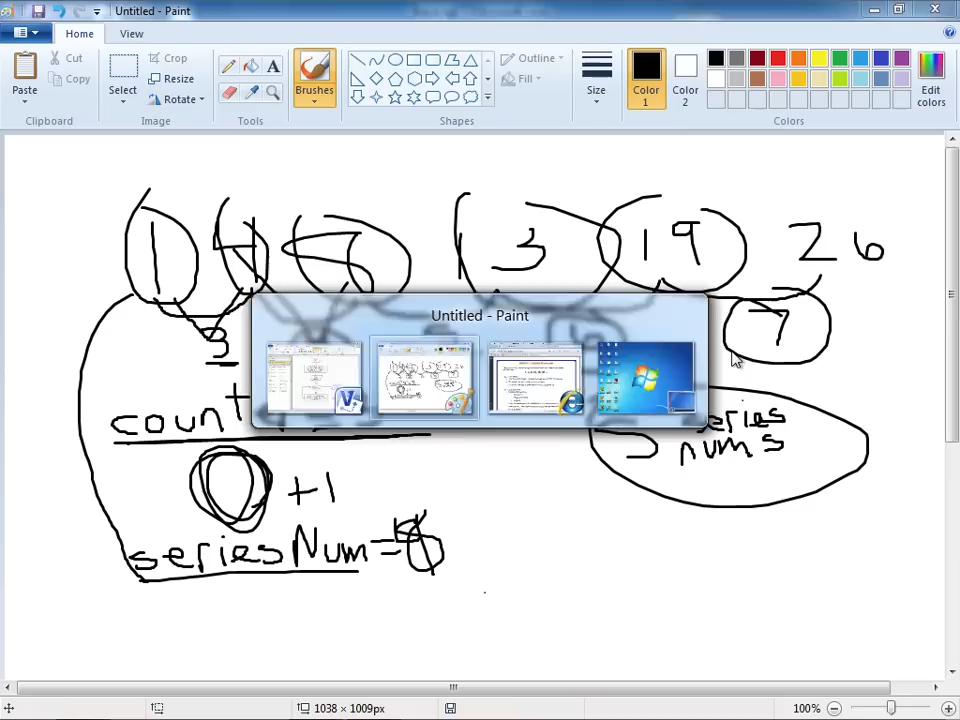 Untitled - Paint
Home
View
Paste
Cut
Copy
Clipboard
Select
Crop
Resize
Rotate
Image
Tools
Brushes
Shapes
Outline
Fill
Size
Color
1
Color
2
Edit
colors
Colors
1 4 3 19 26
Untitled - Paint
3
7
count
series
nums
+1
seriesNum=
1038 × 1009px
100%